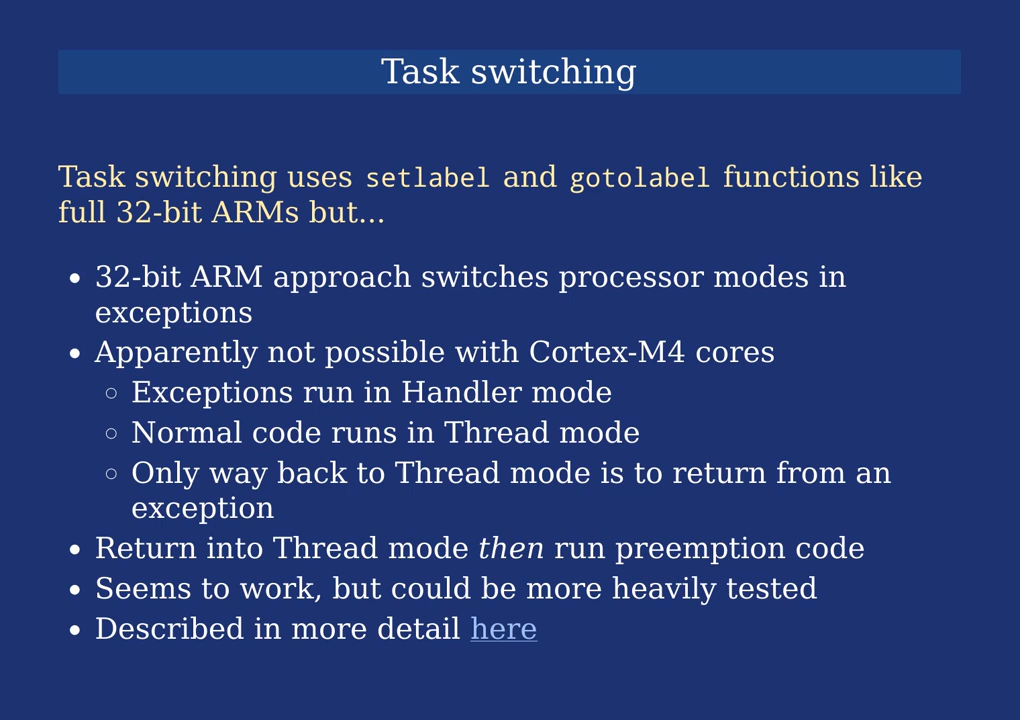 Task switching
Task switching uses setlabel and gotolabel functions like
full 32-bit ARMs but...
• 32-bit ARM approach switches processor modes in
exceptions
• Apparently not possible with Cortex-M4 cores
○ Exceptions run in Handler mode
○ Normal code runs in Thread mode
○ Only way back to Thread mode is to return from an
exception
• Return into Thread mode then run preemption code
• Seems to work, but could be more heavily tested
• Described in more detail here